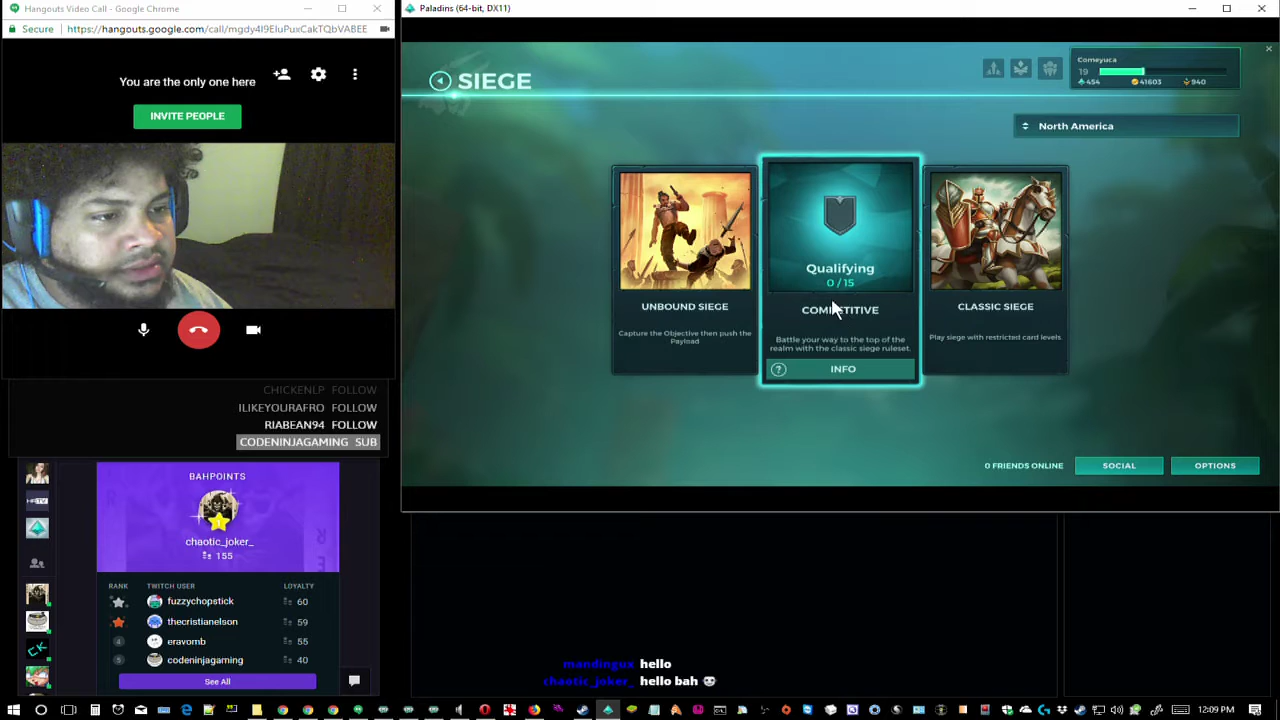 Hangouts Video Call - Google Chrome
Secure
https://hangouts.google.com/call/mgdy4I9EIuPuxCakTQbVABEE
You are the only one here
INVITE PEOPLE
CHICKENLP FOLLOW
ILIKEYOURAFRO FOLLOW
RIABEAN94 FOLLOW
CODENINJAGAMING SUB
BAHPOINTS
1
chaotic_joker_
155
RANK TWITCH USER LOYALTY
fuzzychopstick 60
thecristianelson 59
4 eravomb 55
5 codeninjagaming 40
See All
Paladins (64-bit, DX11)
SIEGE
Comeyuca
19
454 41603 940
North America
UNBOUND SIEGE
Capture the Objective then push the
Payload
Qualifying
0 / 15
COMPETITIVE
Battle your way to the top of the
realm with the classic siege ruleset.
? INFO
CLASSIC SIEGE
Play siege with restricted card levels.
0 FRIENDS ONLINE
SOCIAL
OPTIONS
mandingux hello
chaotic_joker_ hello bah
12:09 PM